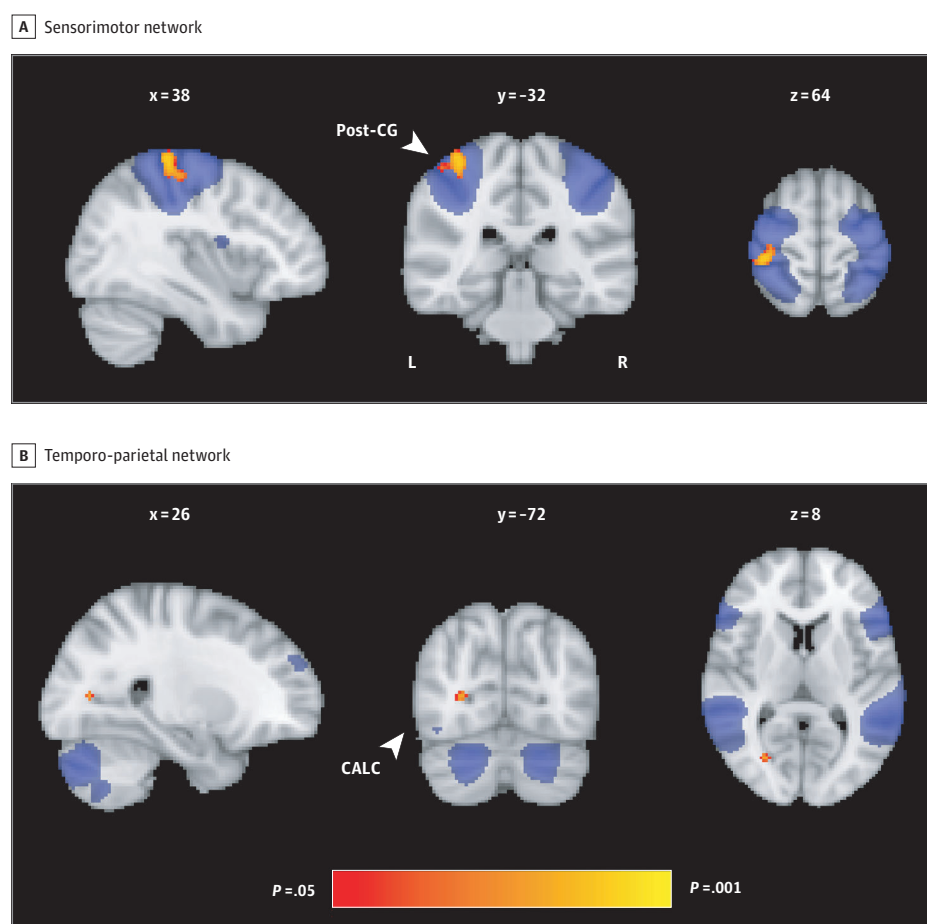 A Sensorimotor network
x = 38
y = –32
z = 64
Post-CG
L
R
B Temporo-parietal network
x = 26
y = –72
z = 8
CALC
P =.05
P =.001